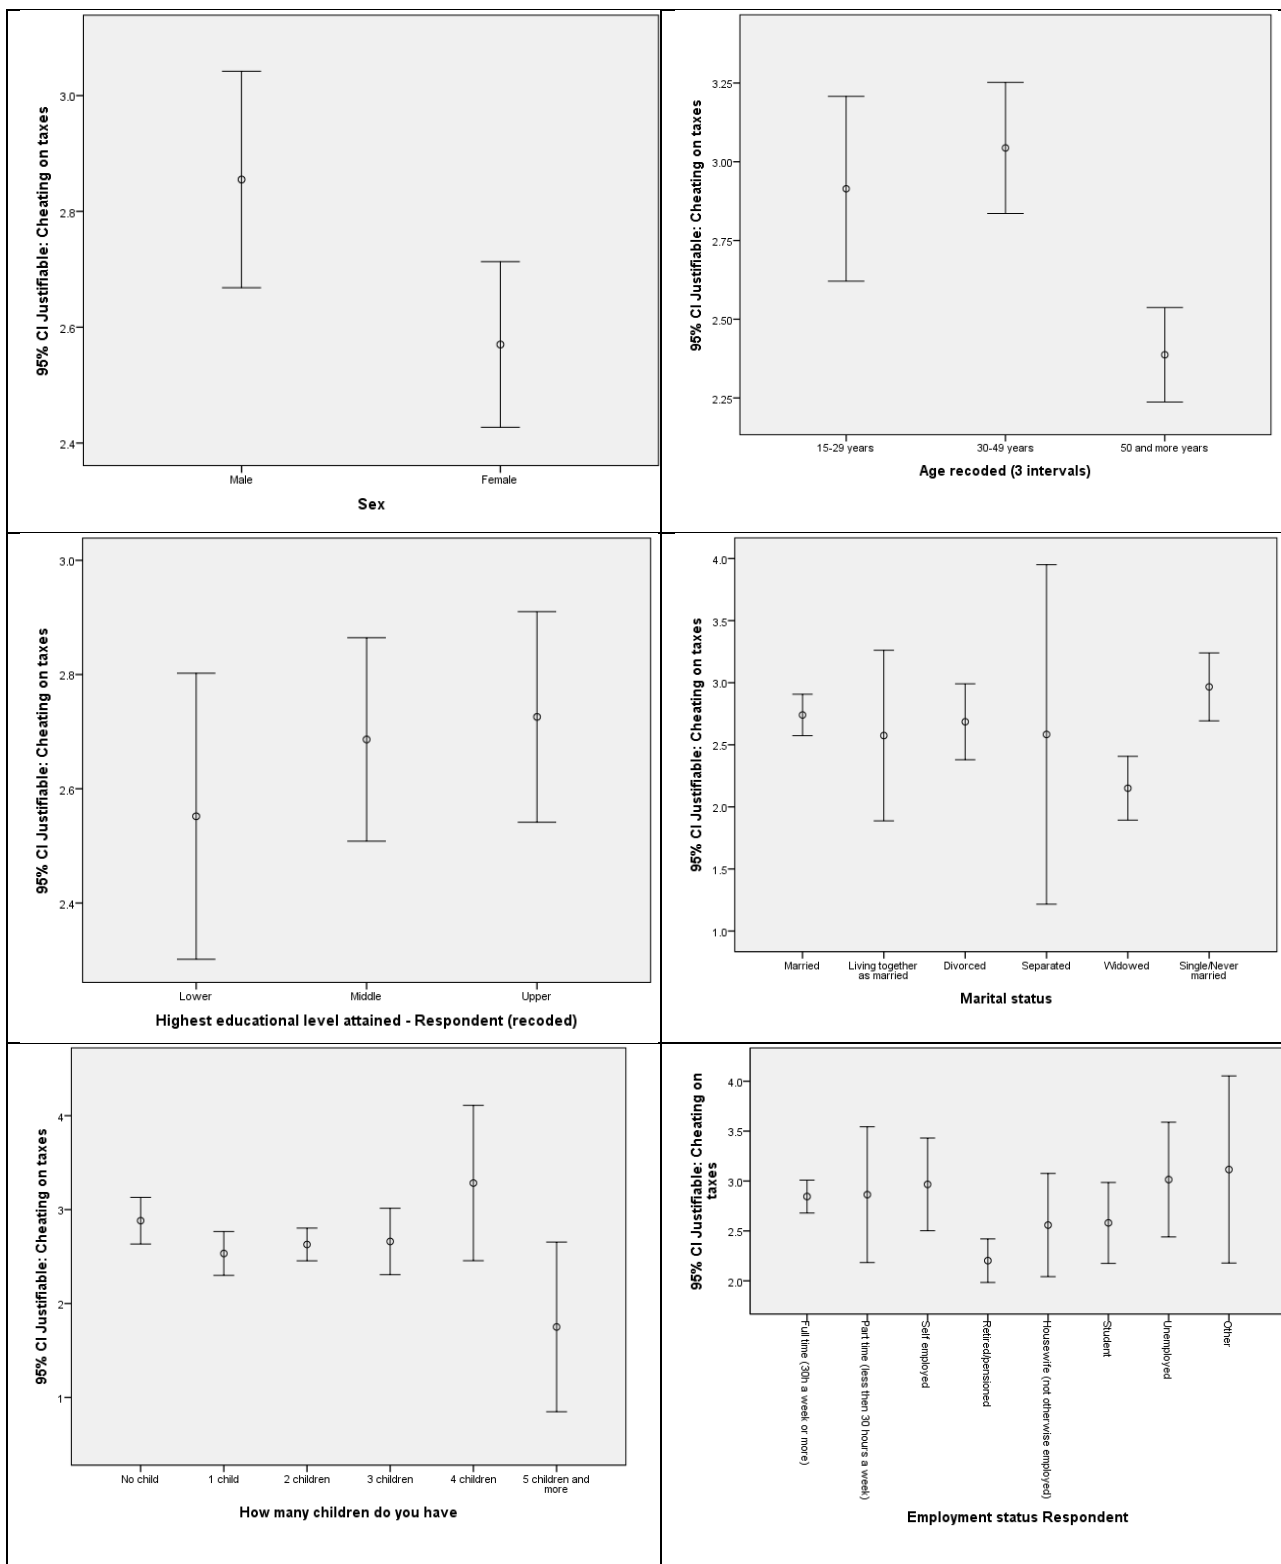 95% CI Justifiable: Cheating on taxes
3.0
2.8
2.6
2.4
Male
Female
Sex
95% CI Justifiable: Cheating on taxes
3.25
3.00
2.75
2.50
2.25
15-29 years
30-49 years
50 and more years
Age recoded (3 intervals)
95% CI Justifiable: Cheating on taxes
3.0
2.8
2.6
2.4
Lower
Middle
Upper
Highest educational level attained - Respondent (recoded)
95% CI Justifiable: Cheating on taxes
4.0
3.5
3.0
2.5
2.0
1.5
1.0
Married
Living together
as married
Divorced
Separated
Widowed
Single/Never
married
Marital status
95% CI Justifiable: Cheating on taxes
4
3
2
1
No child
1 child
2 children
3 children
4 children
5 children and
more
How many children do you have
95% CI Justifiable: Cheating on
taxes
4.0
3.5
3.0
2.5
2.0
Full time (30h a week or more)
Part time (less then 30 hours a week)
Self employed
Retired/pensioned
Housewife (not otherwise employed)
Student
Unemployed
Other
Employment status Respondent